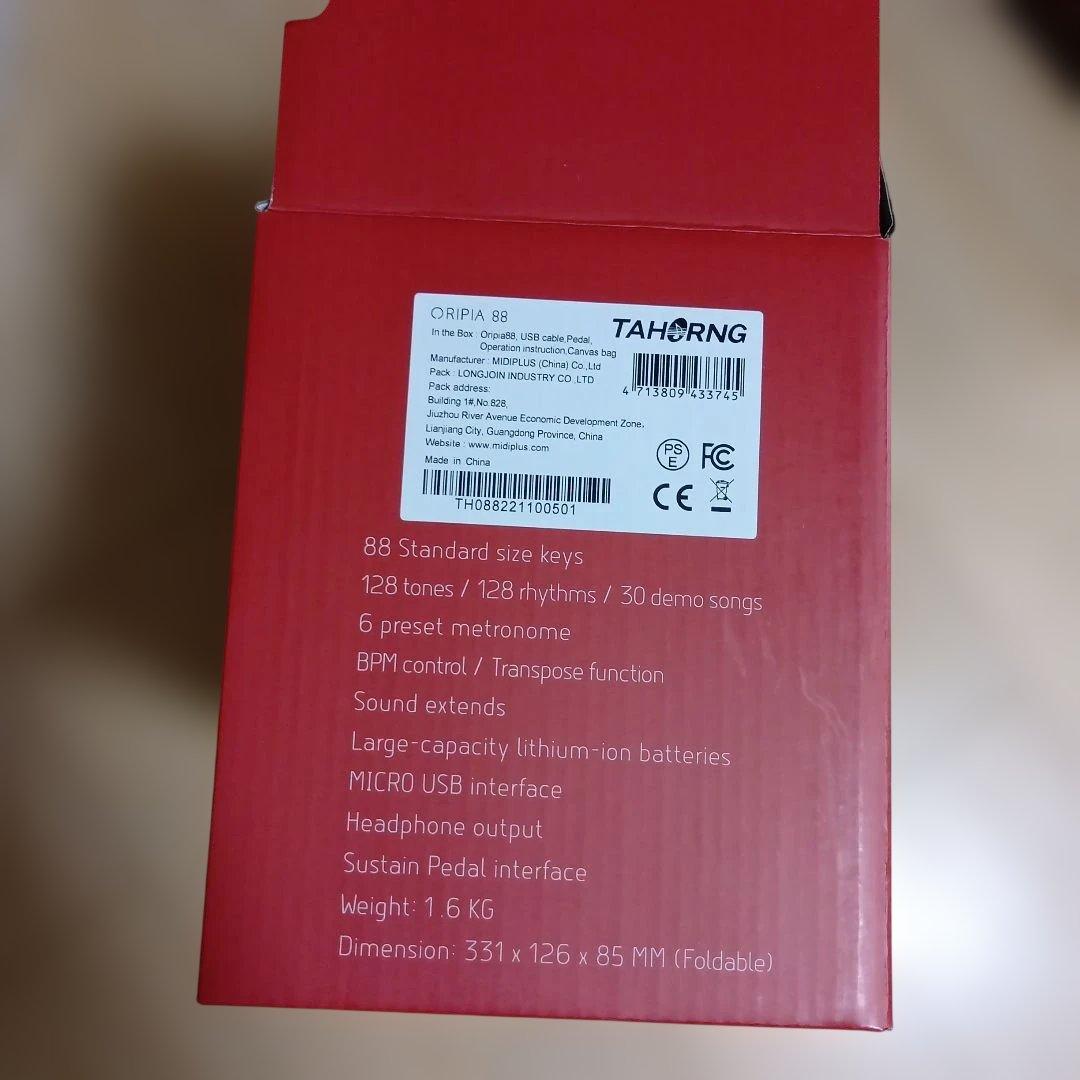 ORIPIA 88
TAHORNG
In the Box : Oripia88, USB cable,Pedal,
Operation instruction,Canvas bag
Manufacturer : MIDIPLUS (China) Co.,Ltd
Pack : LONGJOIN INDUSTRY CO.,LTD
4 713809 433745
Pack address:
Building 1#,No.828,
Jiuzhou River Avenue Economic Development Zone,
Lianjiang City, Guangdong Province, China
Website : www.midiplus.com
Made in China
PS
E
FC
CE
TH088221100501
88 Standard size keys
128 tones / 128 rhythms / 30 demo songs
6 preset metronome
BPM control / Transpose function
Sound extends
Large-capacity lithium-ion batteries
MICRO USB interface
Headphone output
Sustain Pedal interface
Weight: 1.6 KG
Dimension: 331 x 126 x 85 MM (Foldable)